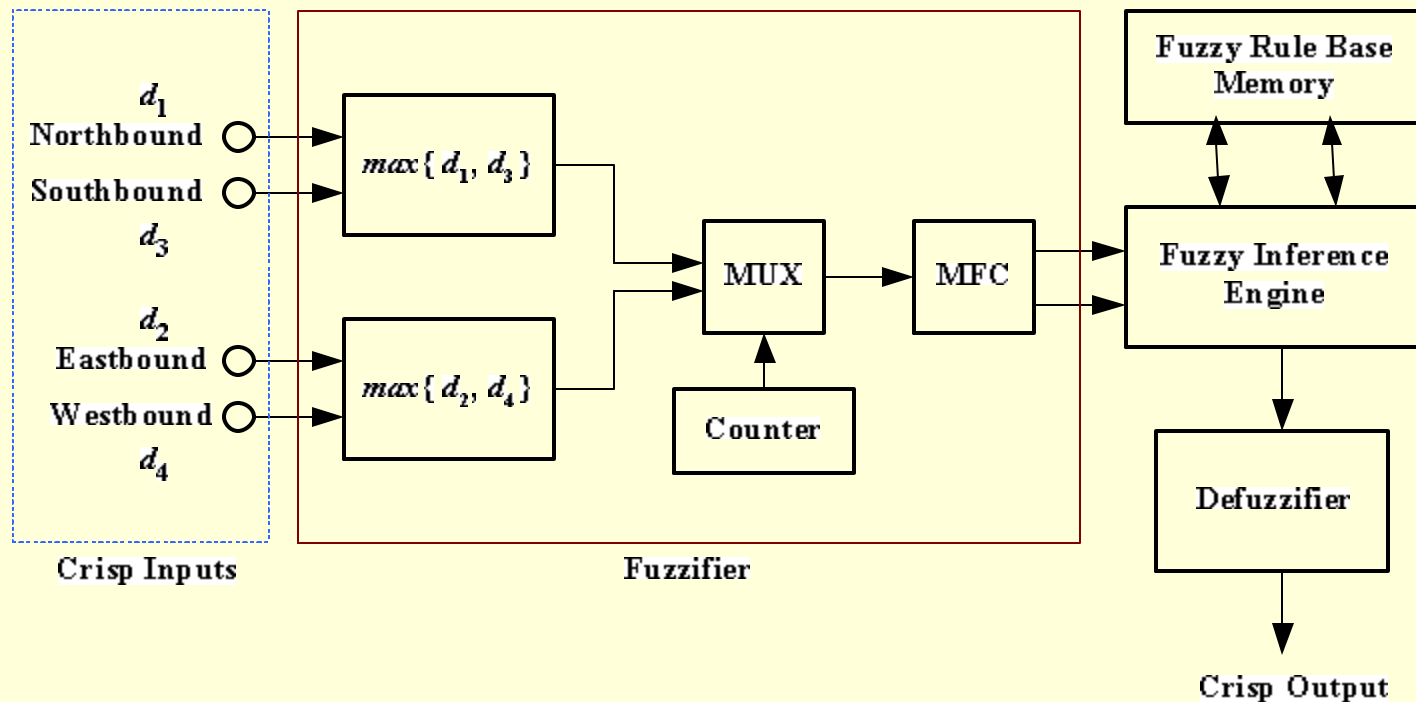 d1
Northbound
Southbound
d3
d2
Eastbound
Westbound
d4
Crisp Inputs
max{ d1, d3}
max{ d2, d4}
MUX
Counter
MFC
Fuzzifier
Fuzzy Rule Base
Memory
Fuzzy Inference
Engine
Defuzzifier
Crisp Output